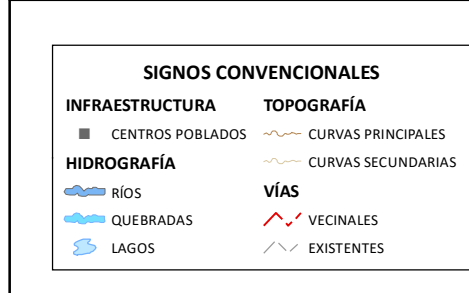 SIGNOS CONVENCIONALES
INFRAESTRUCTURA
CENTROS POBLADOS
HIDROGRAFÍA
RÍOS
QUEBRADAS
LAGOS
TOPOGRAFÍA
CURVAS PRINCIPALES
CURVAS SECUNDARIAS
VÍAS
VECINALES
EXISTENTES